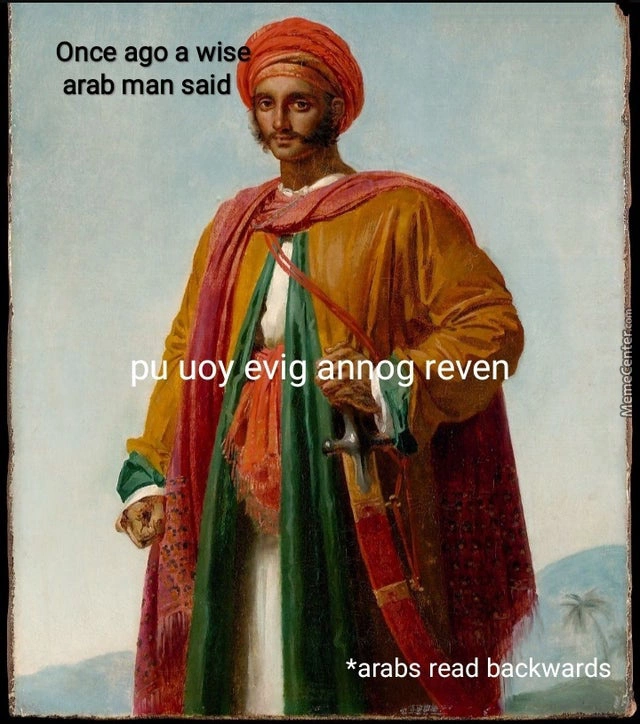 Once ago a wise
arab man said
pu uoy evig annog reven
*arabs read backwards
MemeCenter.com